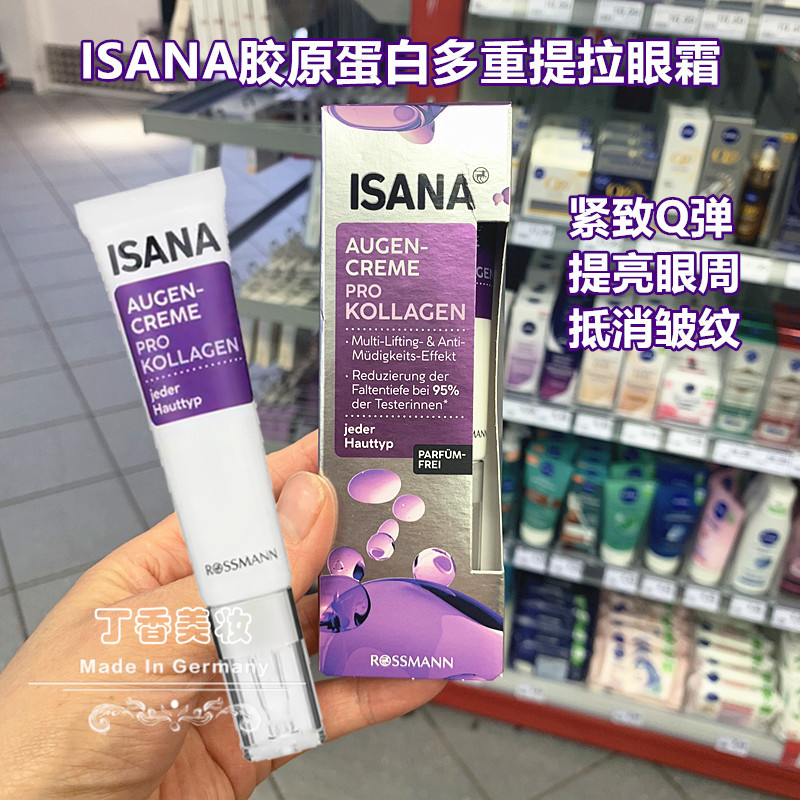 ISANA胶原蛋白多重提拉眼霜
紧致Q弹
提亮眼周
抵消皱纹
ISANA
AUGEN-
CREME
PRO
KOLLAGEN
jeder
Hauttyp
ROSSMANN
ISANA
AUGEN-
CREME
PRO
KOLLAGEN
· Multi-Lifting- & Anti-
Müdigkeits-Effekt
· Reduzierung der
Faltentiefe bei 95%
der Testerinnen*
jeder
Hauttyp
PARFÜM-
FREI
ROSSMANN
丁香美妆
Made In Germany